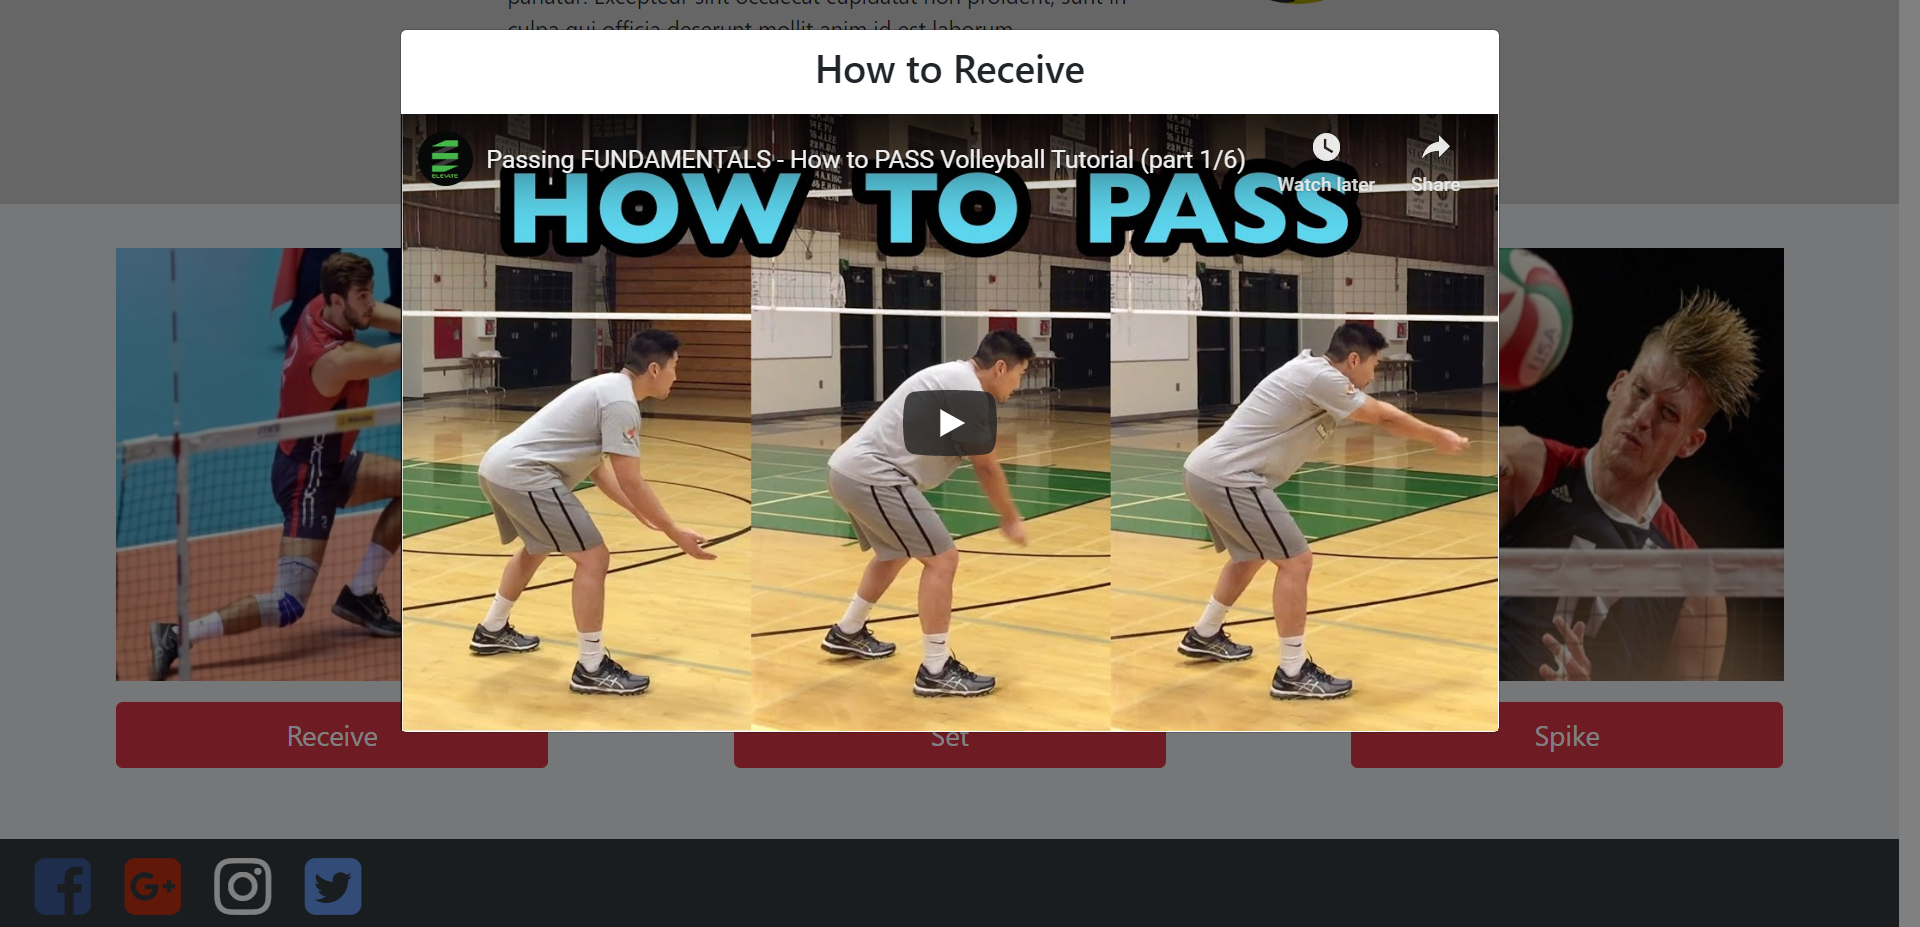 pariatur. Excepteur sint occaecat cupidatat non proident, sunt in
culpa qui officia deserunt mollit anim id est laborum.
How to Receive
ELEVATE
Passing FUNDAMENTALS - How to PASS Volleyball Tutorial (part 1/6)
Watch later
Share
HOW TO PASS
USA
Receive
Set
Spike
G+